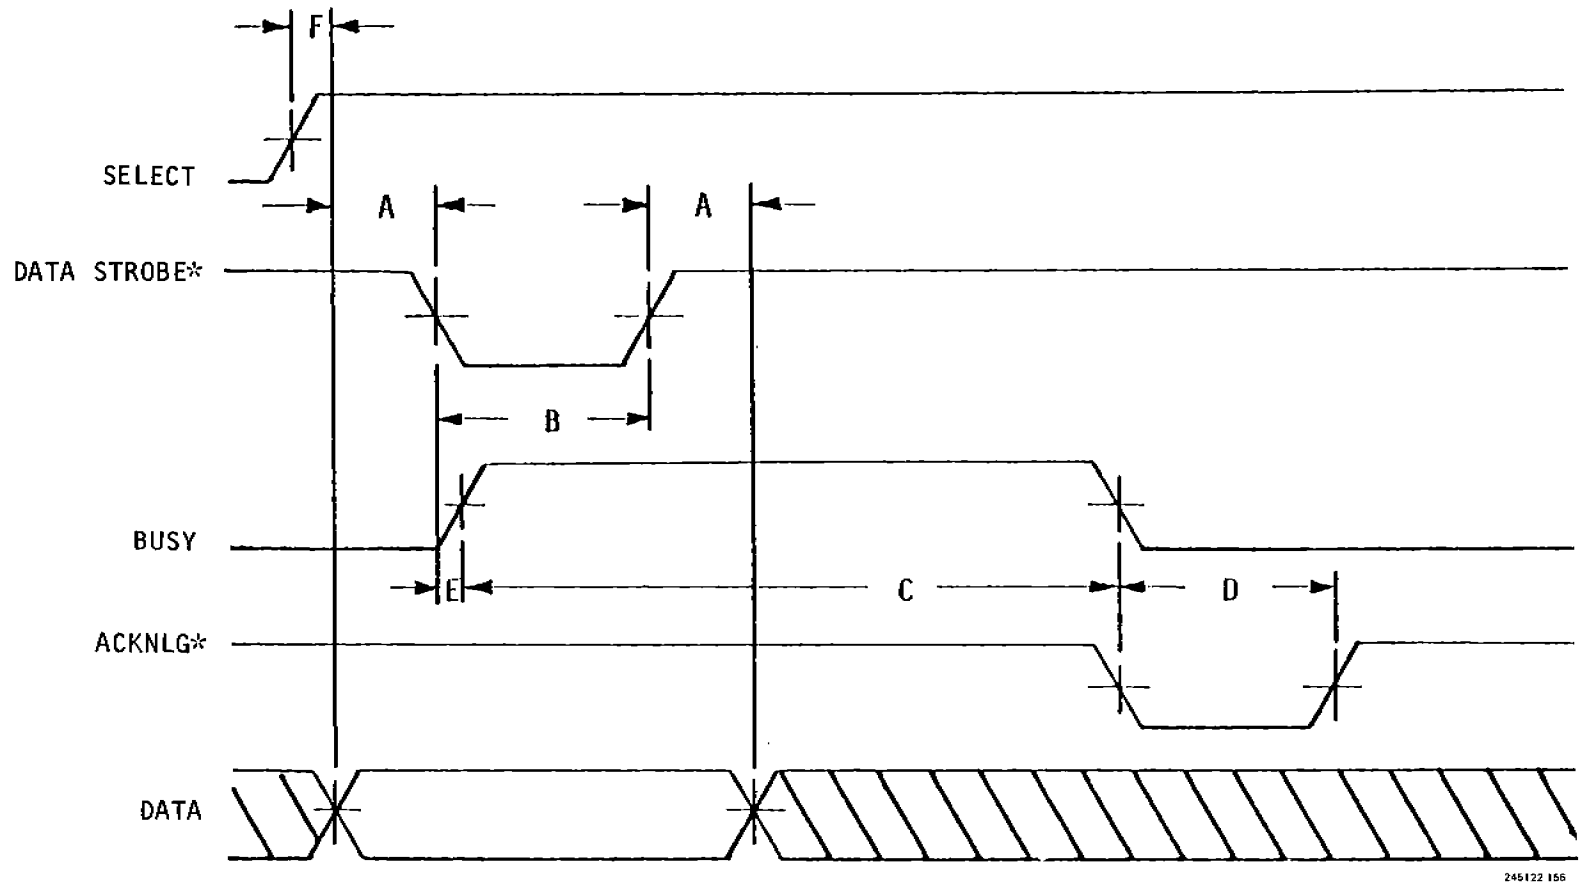 F
SELECT
A A
DATA STROBE*
B
BUSY
E C D
ACKNLG*
DATA
245122 156